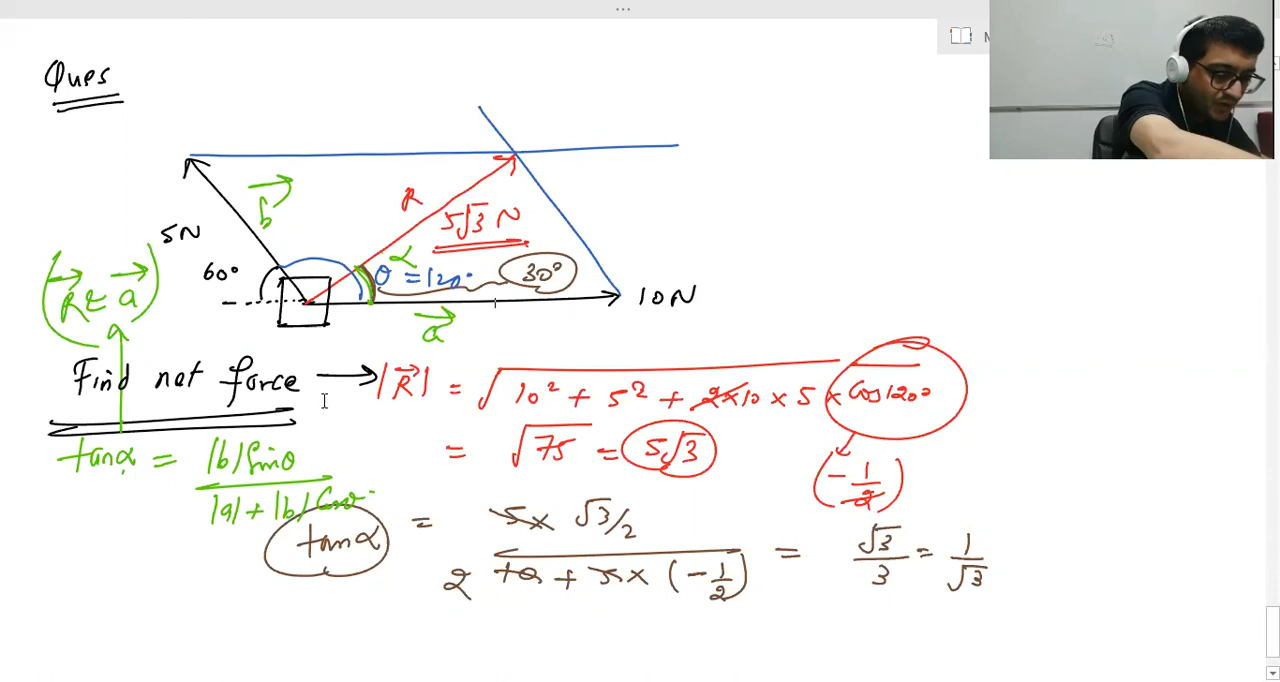 Ques
R
b
5√3 N
5N
α
60°
θ = 120°
30°
(R & a)
10N
a
Find net force → |R| = √10² + 5² + 2×10 × 5 × Cos120°
= √75 = 5√3
(-1/2)
tanα = |b|Sinθ / |a| + |b|Cosθ
tanα = 5× √3/2 / 2 10 + 5× (-1/2) = √3/3 = 1/√3